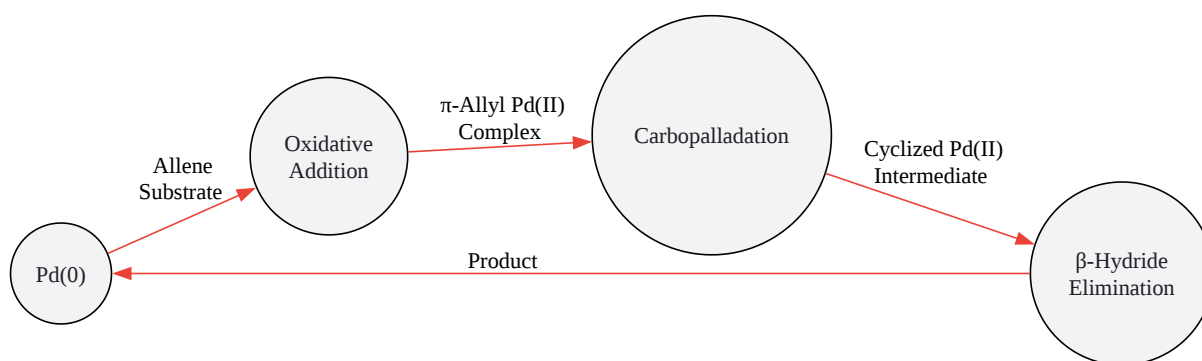 Pd(0)
Allene
Substrate
Oxidative
Addition
π-Allyl Pd(II)
Complex
Carbopalladation
Cyclized Pd(II)
Intermediate
β-Hydride
Elimination
Product